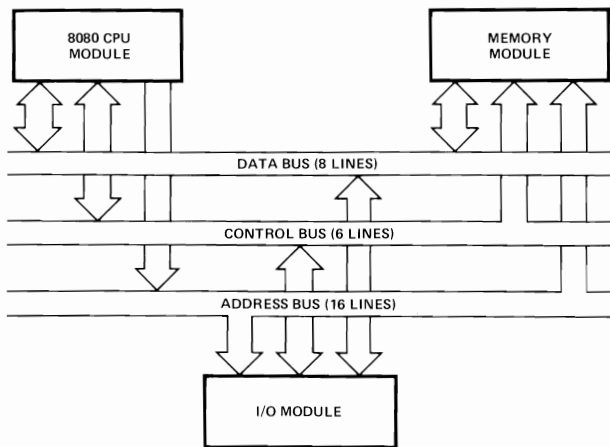 8080 CPU
MODULE
MEMORY
MODULE
DATA BUS (8 LINES)
CONTROL BUS (6 LINES)
ADDRESS BUS (16 LINES)
I/O MODULE